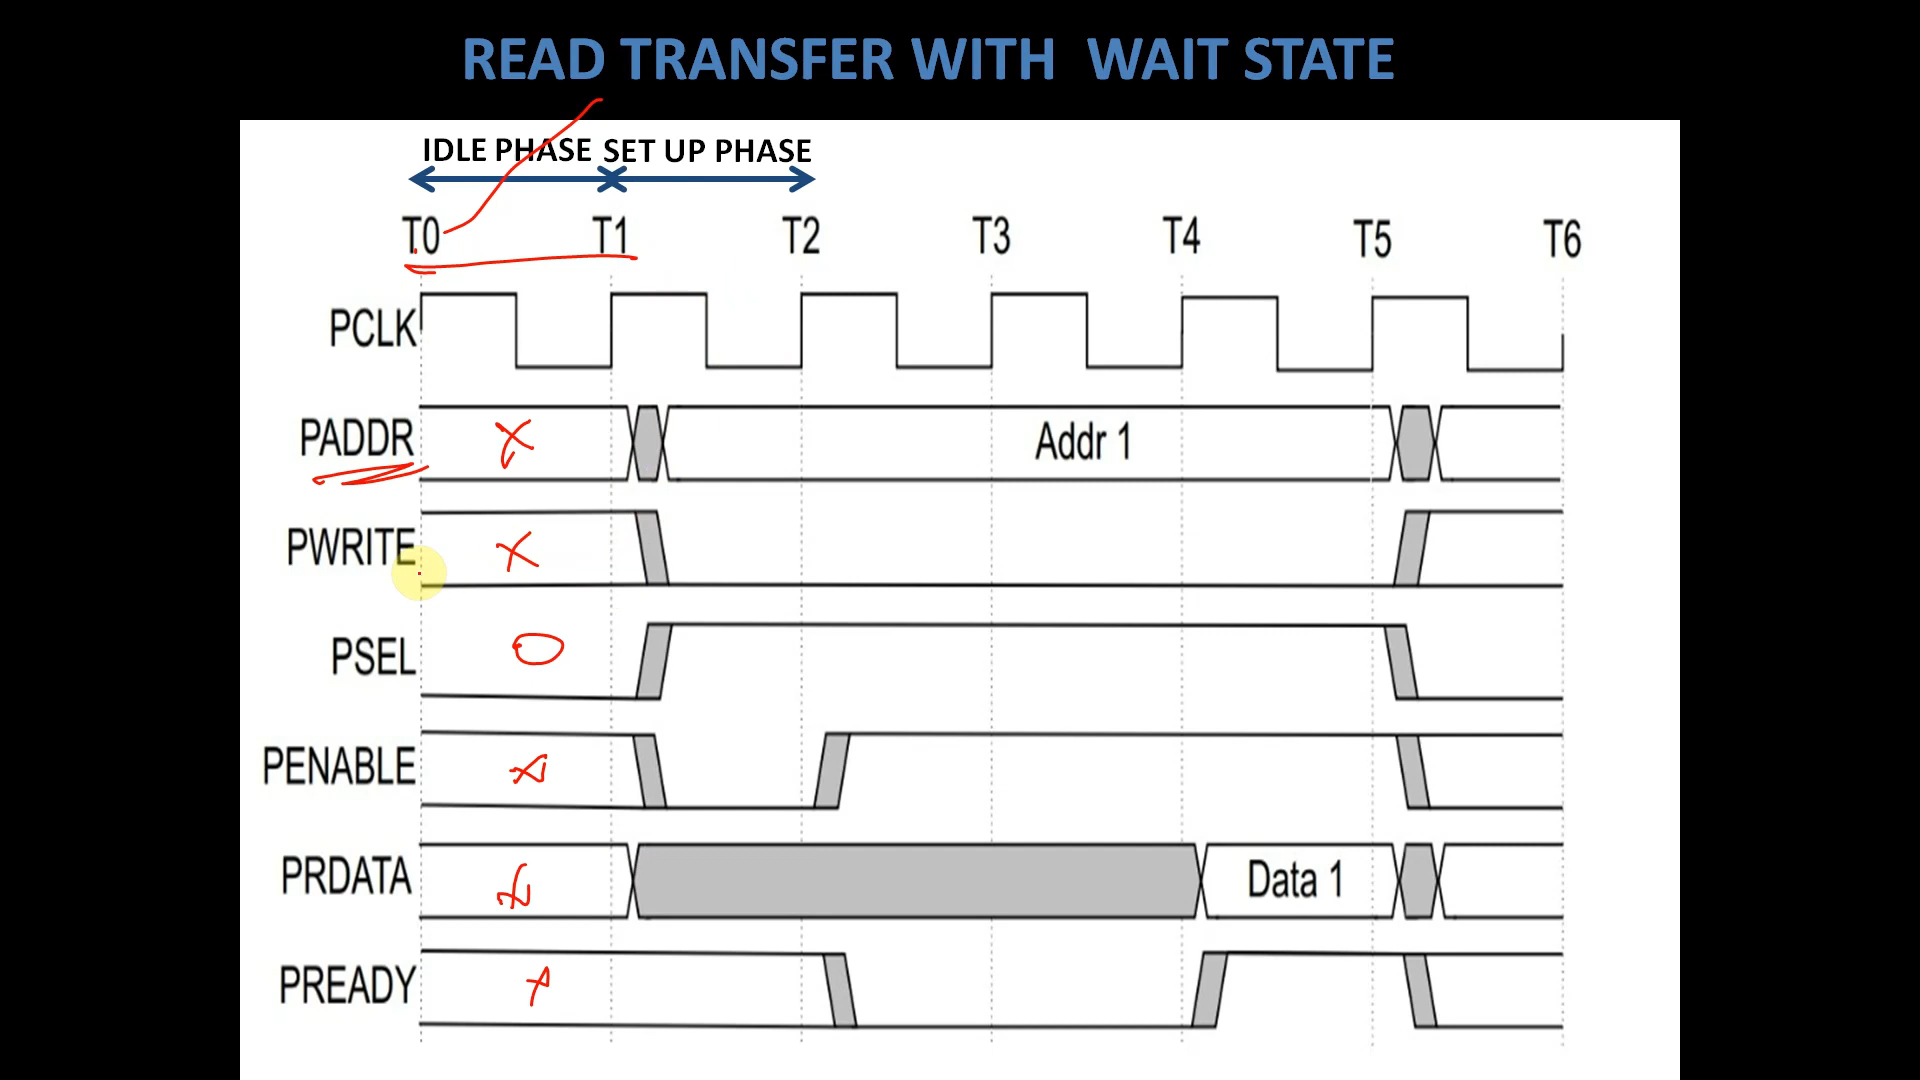 READ TRANSFER WITH WAIT STATE
IDLE PHASE SET UP PHASE
T0 T1 T2 T3 T4 T5 T6
PCLK
PADDR X Addr 1
PWRITE X
PSEL O
PENABLE X
PRDATA X Data 1
PREADY X